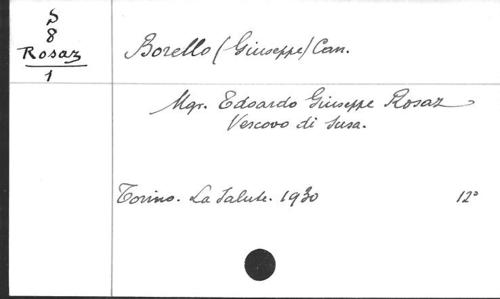 S
8
Rosaz
1
Borello (Giuseppe) Can.
Mgr. Edoardo Giuseppe Rosaz
Vescovo di Susa.
Torino. La Salute. 1930 12°